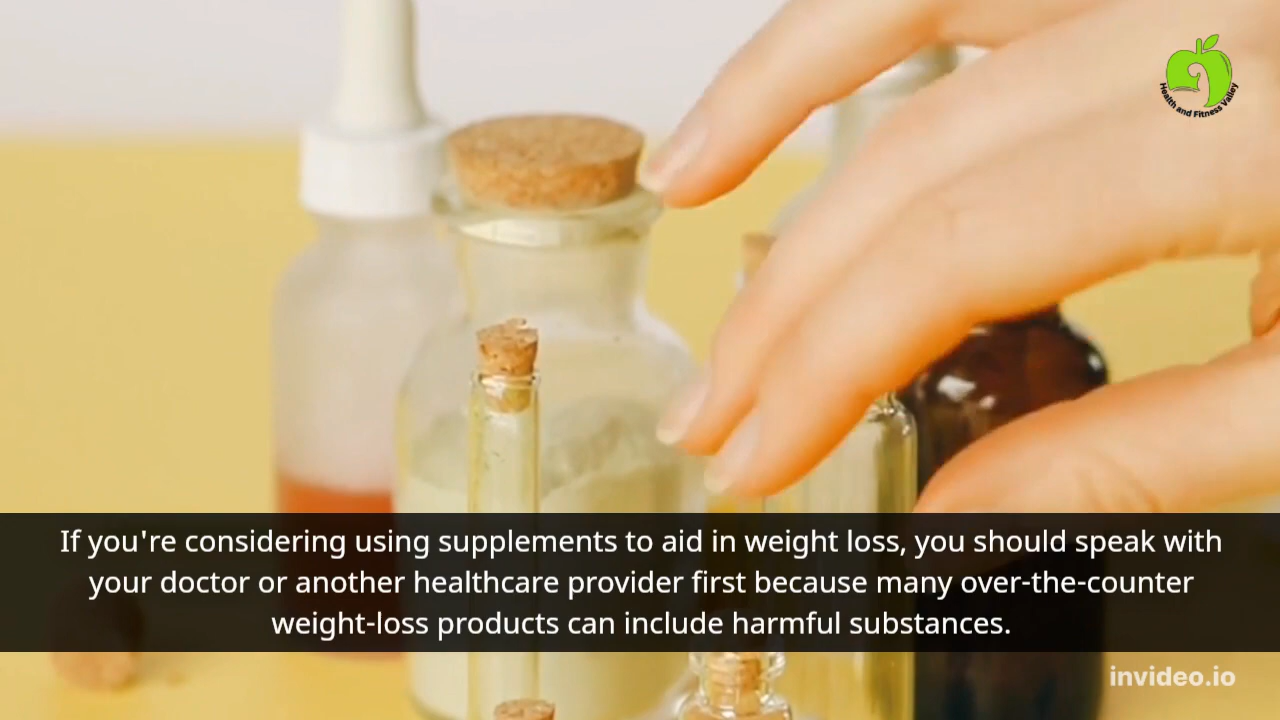 Health and Fitness Valley
If you're considering using supplements to aid in weight loss, you should speak with
your doctor or another healthcare provider first because many over-the-counter
weight-loss products can include harmful substances.
invideo.io